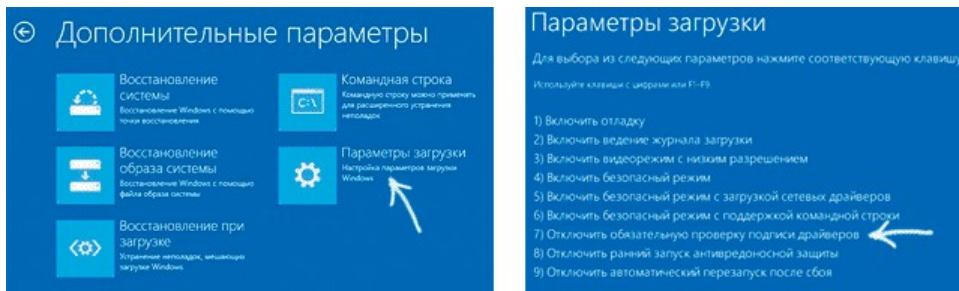 Дополнительные параметры
Восстановление
системы
Восстановление Windows с помощью
точки восстановления
Командная строка
Командную строку можно применять
для расширенного устранения
неполадок
C:\
Восстановление
образа системы
Восстановление Windows с помощью
файла образа системы
Параметры загрузки
Настройка параметров загрузки
Windows
Восстановление при
загрузке
Устранение неполадок, мешающих
загрузке Windows
Параметры загрузки
Для выбора из следующих параметров нажмите соответствующую клавишу
Используйте клавиши с цифрами или F1-F9.
1) Включить отладку
2) Включить ведение журнала загрузки
3) Включить видеорежим с низким разрешением
4) Включить безопасный режим
5) Включить безопасный режим с загрузкой сетевых драйверов
6) Включить безопасный режим с поддержкой командной строки
7) Отключить обязательную проверку подписи драйверов
8) Отключить ранний запуск антивредоносной защиты
9) Отключить автоматический перезапуск после сбоя